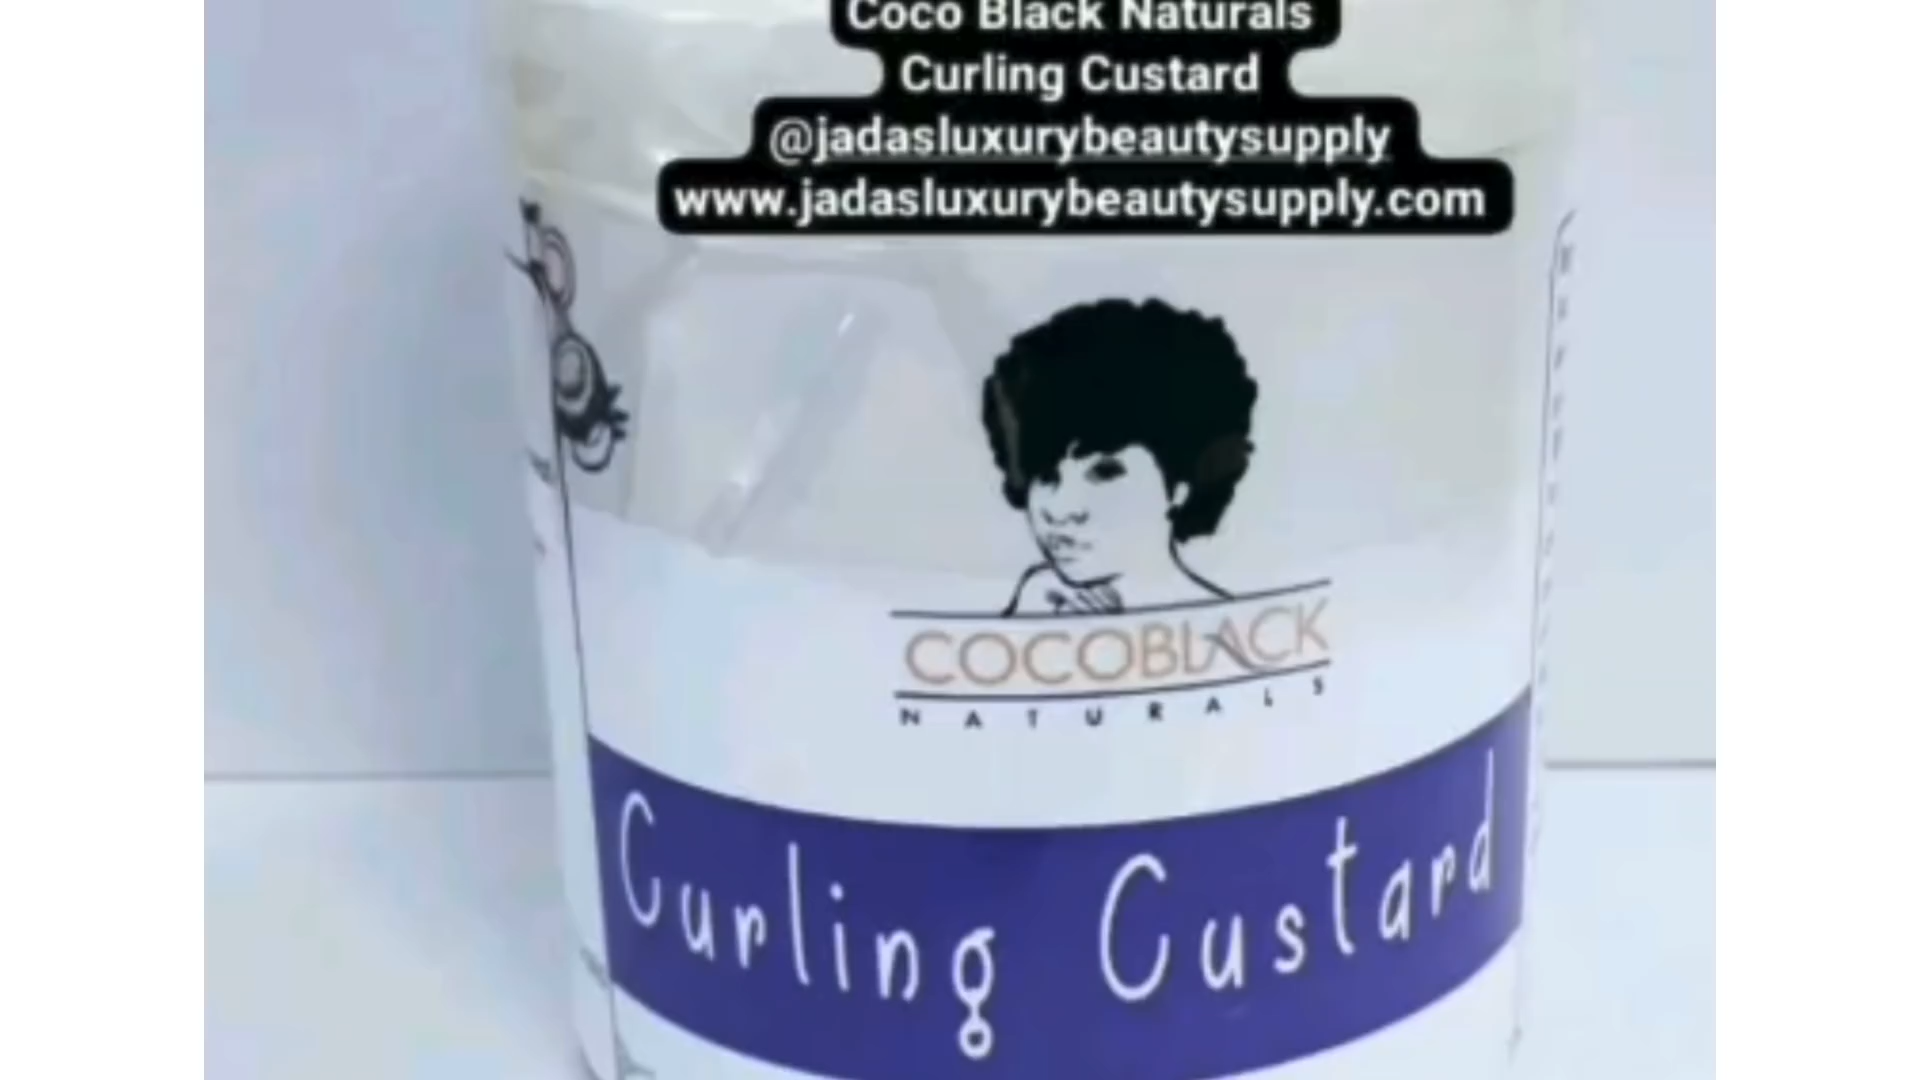 Coco Black Naturals
Curling Custard
@jadasluxurybeautysupply
www.jadasluxurybeautysupply.com
COCOBLACK
NATURALS
Curling Custard